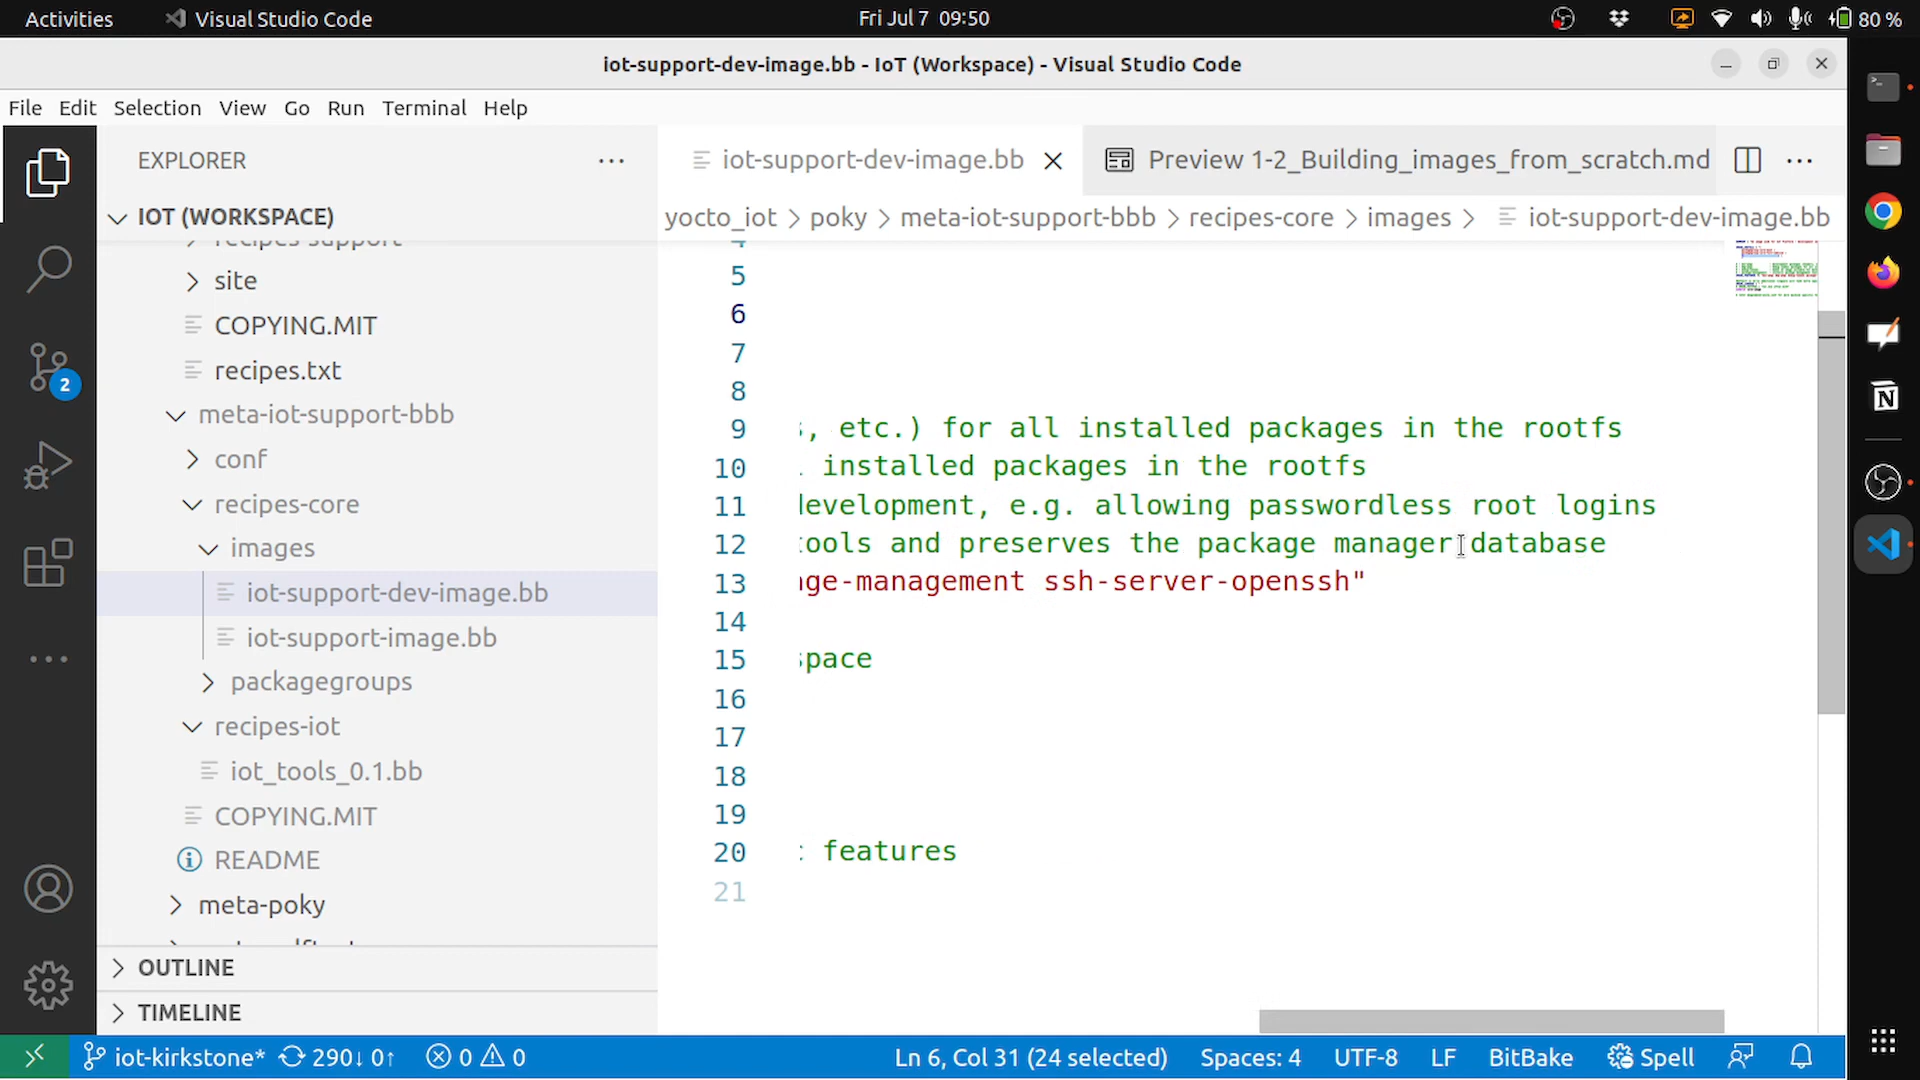 Activities
Visual Studio Code
Fri Jul 7 09:50
80 %
iot-support-dev-image.bb - IoT (Workspace) - Visual Studio Code
File Edit Selection View Go Run Terminal Help
EXPLORER
iot-support-dev-image.bb
Preview 1-2_Building_images_from_scratch.md
IOT (WORKSPACE)
yocto_iot > poky > meta-iot-support-bbb > recipes-core > images > iot-support-dev-image.bb
recipes-support
site
COPYING.MIT
recipes.txt
meta-iot-support-bbb
conf
recipes-core
images
iot-support-dev-image.bb
iot-support-image.bb
packagegroups
recipes-iot
iot_tools_0.1.bb
COPYING.MIT
README
meta-poky
OUTLINE
TIMELINE
4
5
6
7
8
9 , etc.) for all installed packages in the rootfs
10 installed packages in the rootfs
11 development, e.g. allowing passwordless root logins
12 tools and preserves the package manager database
13 age-management ssh-server-openssh"
14
15 space
16
17
18
19
20 features
21
2
iot-kirkstone* 290↓ 0↑ 0 0
Ln 6, Col 31 (24 selected) Spaces: 4 UTF-8 LF BitBake Spell